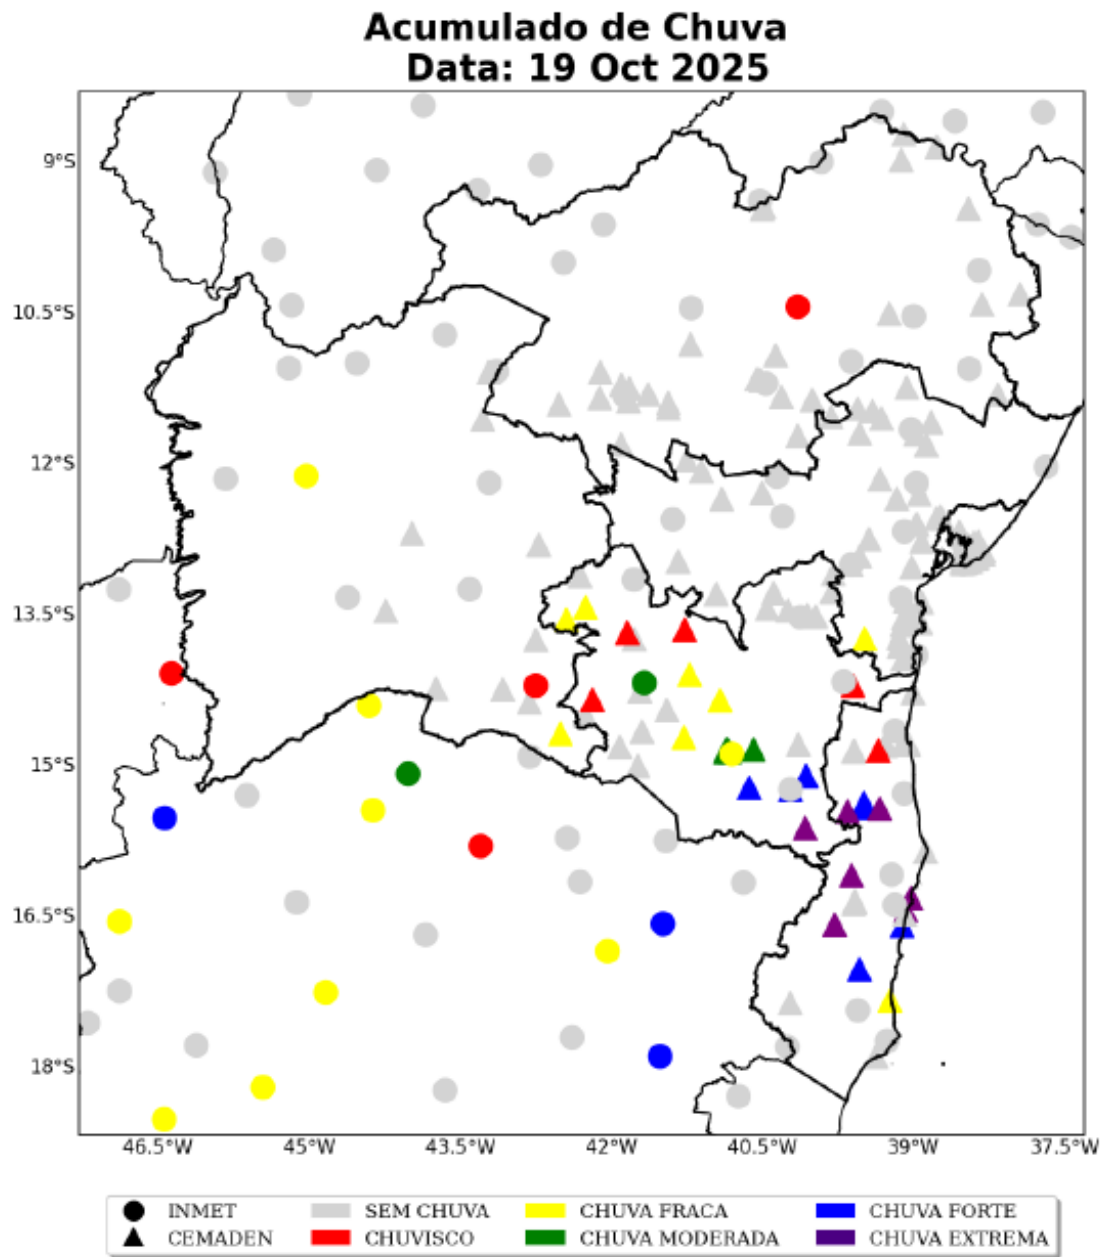 Acumulado de Chuva
Data: 19 Oct 2025
9°S
10.5°S
12°S
13.5°S
15°S
16.5°S
18°S
46.5°W 45°W 43.5°W 42°W 40.5°W 39°W 37.5°W
INMET SEM CHUVA CHUVA FRACA CHUVA FORTE
CEMADEN CHUVISCO CHUVA MODERADA CHUVA EXTREMA